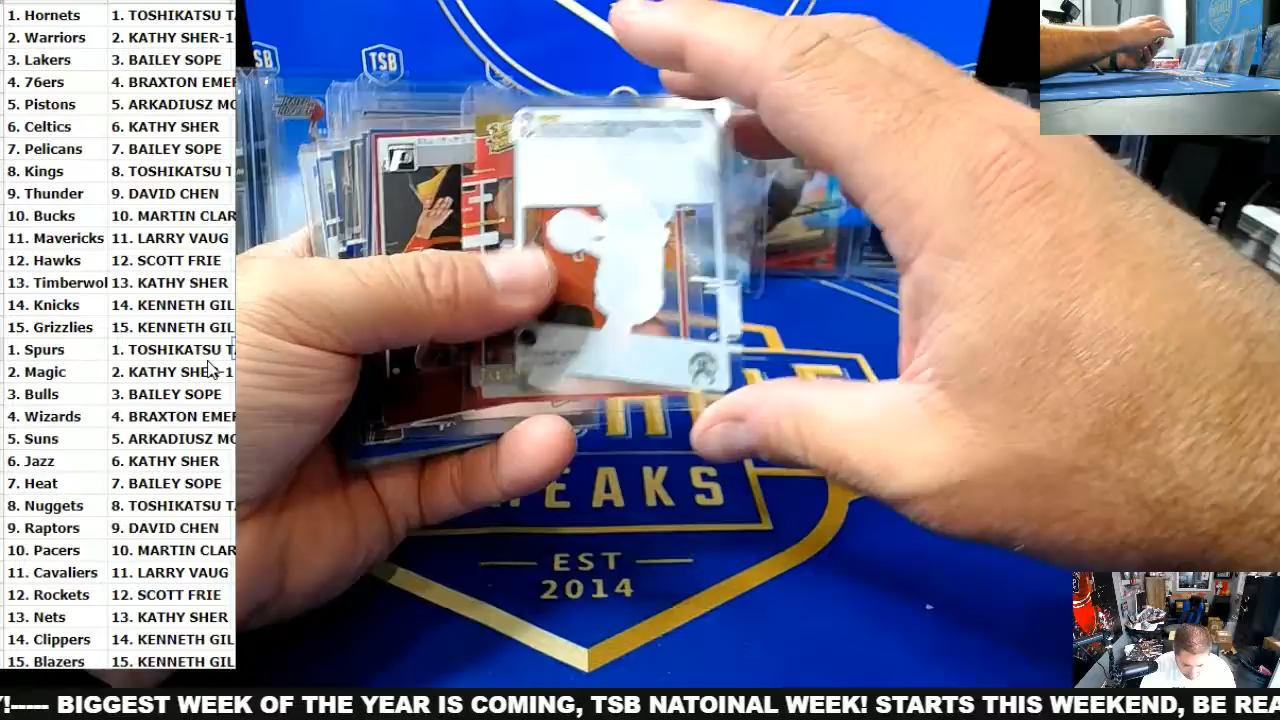 1. Hornets 1. TOSHIKATSU T
2. Warriors 2. KATHY SHER-1
3. Lakers 3. BAILEY SOPE
4. 76ers 4. BRAXTON EMER
5. Pistons 5. ARKADIUSZ MO
6. Celtics 6. KATHY SHER
7. Pelicans 7. BAILEY SOPE
8. Kings 8. TOSHIKATSU T
9. Thunder 9. DAVID CHEN
10. Bucks 10. MARTIN CLAR
11. Mavericks 11. LARRY VAUG
12. Hawks 12. SCOTT FRIE
13. Timberwol 13. KATHY SHER
14. Knicks 14. KENNETH GIL
15. Grizzlies 15. KENNETH GIL
1. Spurs 1. TOSHIKATSU T
2. Magic 2. KATHY SHER-1
3. Bulls 3. BAILEY SOPE
4. Wizards 4. BRAXTON EMER
5. Suns 5. ARKADIUSZ MO
6. Jazz 6. KATHY SHER
7. Heat 7. BAILEY SOPE
8. Nuggets 8. TOSHIKATSU T
9. Raptors 9. DAVID CHEN
10. Pacers 10. MARTIN CLAR
11. Cavaliers 11. LARRY VAUG
12. Rockets 12. SCOTT FRIE
13. Nets 13. KATHY SHER
14. Clippers 14. KENNETH GIL
15. Blazers 15. KENNETH GIL
SB
TSB
EAKS
EST
2014
Y!----- BIGGEST WEEK OF THE YEAR IS COMING, TSB NATOINAL WEEK! STARTS THIS WEEKEND, BE REA